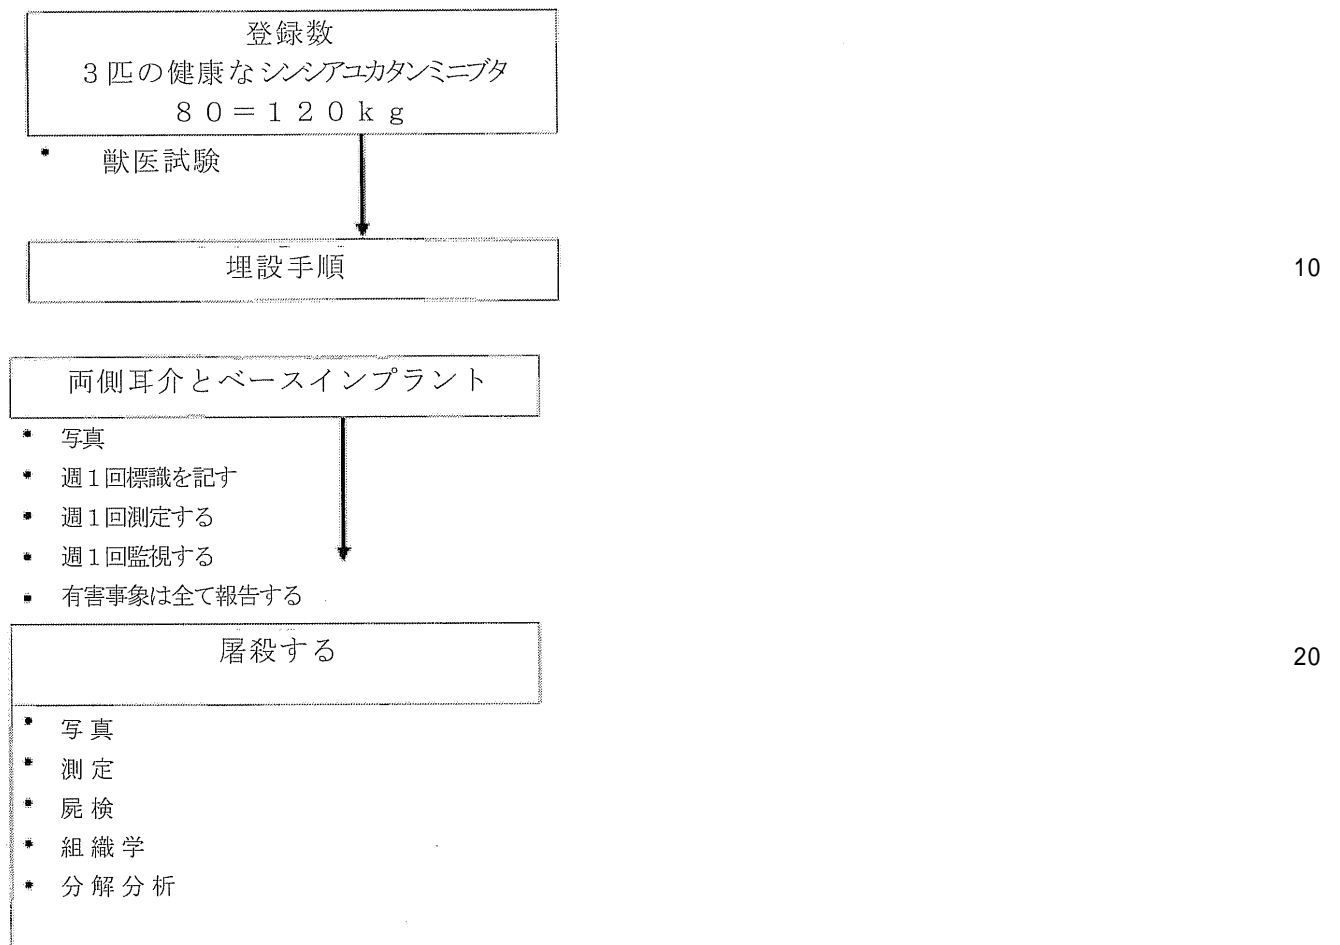 登録数
3匹の健康なシンシアユカタンミニブタ
80=120kg
・ 獣医試験
埋設手順
10
両側耳介とベースインプラント
・ 写真
・ 週1回標識を記す
・ 週1回測定する
・ 週1回監視する
・ 有害事象は全て報告する
屠殺する
20
・ 写真
・ 測定
・ 屍検
・ 組織学
・ 分解分析